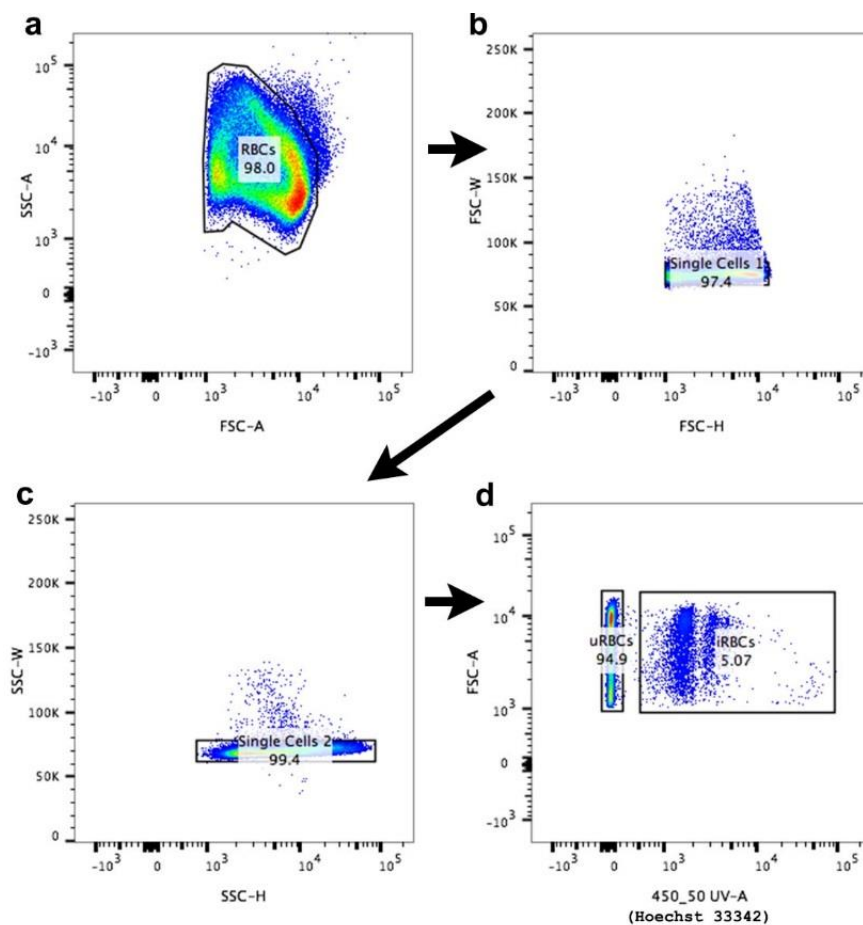 a
10^5
10^4
10^3
0
-10^3
SSC-A
RBCs
98.0
-10^3 0 10^3 10^4 10^5
FSC-A
b
250K
200K
150K
100K
50K
0
FSC-W
Single Cells 1
97.4
-10^3 0 10^3 10^4 10^5
FSC-H
c
250K
200K
150K
100K
50K
0
SSC-W
Single Cells 2
99.4
-10^3 0 10^3 10^4 10^5
SSC-H
d
10^5
10^4
10^3
0
-10^3
FSC-A
uRBCs
94.9
iRBCs
5.07
-10^3 0 10^3 10^4 10^5
450_50 UV-A
(Hoechst 33342)